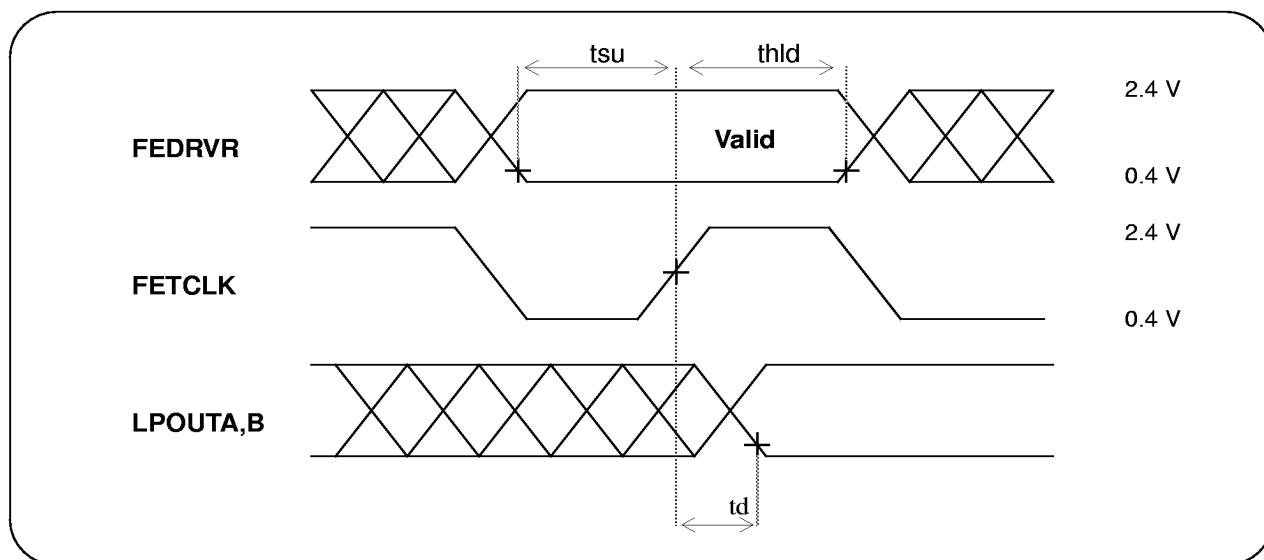 tsu
thld
2.4 V
FEDRVR
Valid
0.4 V
2.4 V
FETCLK
0.4 V
LPOUTA,B
td